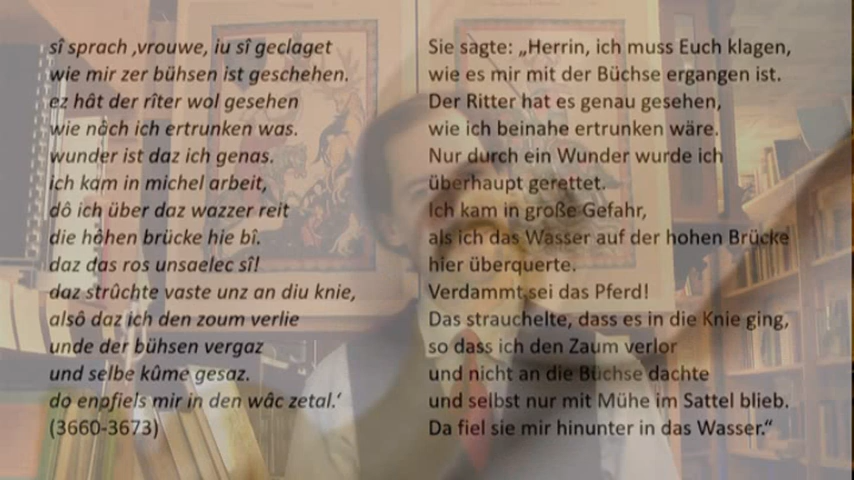 sî sprach ‚vrouwe, iu sî geclaget
wie mir zer bühsen ist geschehen.
ez hât der rîter wol gesehen
wie nâch ich ertrunken was.
wunder ist daz ich genas.
ich kam in michel arbeit,
dô ich über daz wazzer reit
die hôhen brücke hie bî.
daz das ros unsaelec sî!
daz strûchte vaste unz an diu knie,
alsô daz ich den zoum verlie
unde der bühsen vergaz
und selbe kûme gesaz.
do enpfiels mir in den wâc zetal.‘
(3660-3673)
Sie sagte: „Herrin, ich muss Euch klagen,
wie es mir mit der Büchse ergangen ist.
Der Ritter hat es genau gesehen,
wie ich beinahe ertrunken wäre.
Nur durch ein Wunder wurde ich
überhaupt gerettet.
Ich kam in große Gefahr,
als ich das Wasser auf der hohen Brücke
hier überquerte.
Verdammt sei das Pferd!
Das strauchelte, dass es in die Knie ging,
so dass ich den Zaum verlor
und nicht an die Büchse dachte
und selbst nur mit Mühe im Sattel blieb.
Da fiel sie mir hinunter in das Wasser.“